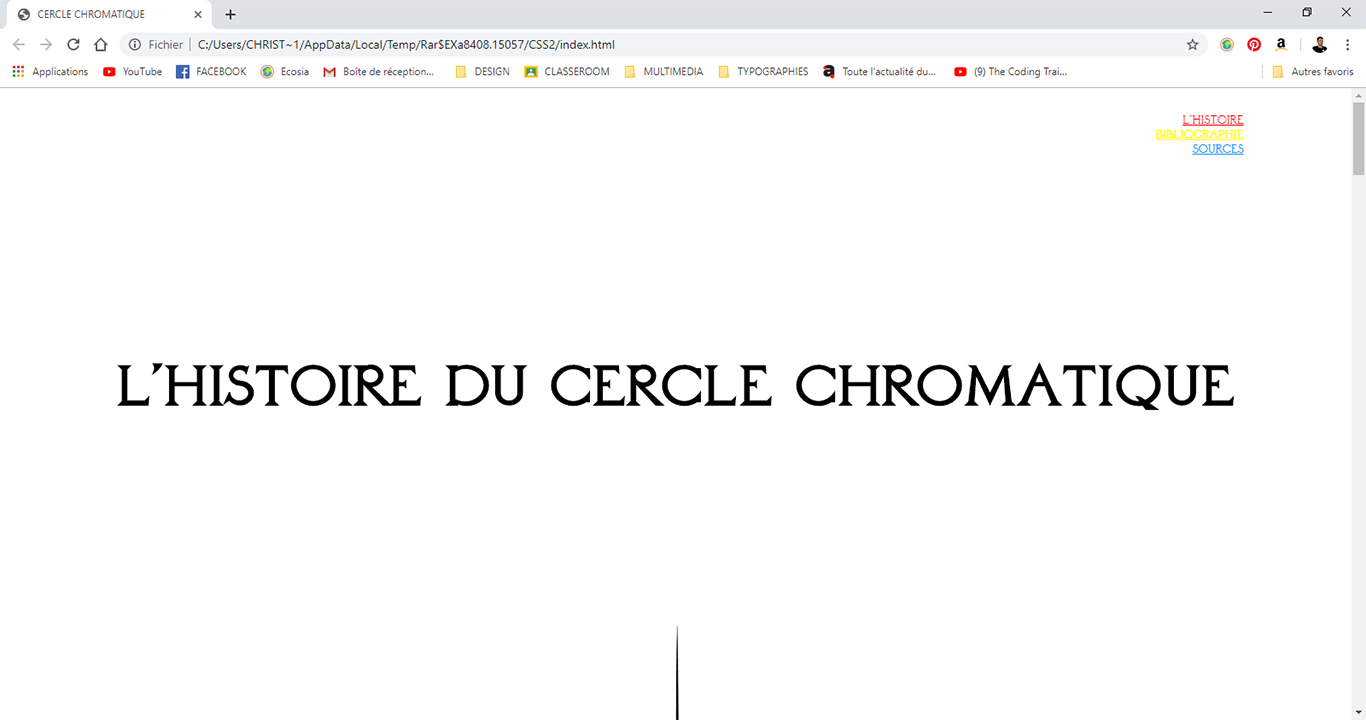 CERCLE CHROMATIQUE
Fichier C:/Users/CHRIST~1/AppData/Local/Temp/Rar$EXa8408.15057/CSS2/index.html
Applications YouTube FACEBOOK Ecosia Boîte de réception... DESIGN CLASSEROOM MULTIMEDIA TYPOGRAPHIES Toute l'actualité du... (9) The Coding Trai... Autres favoris
L'HISTOIRE
BIBLIOGRAPHIE
SOURCES
L'HISTOIRE DU CERCLE CHROMATIQUE